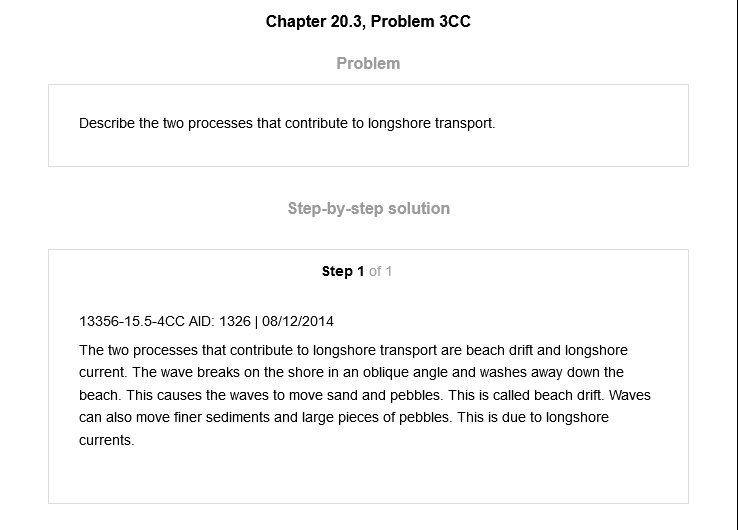 Chapter 20.3, Problem 3CC
Problem
Describe the two processes that contribute to longshore transport.
Step-by-step solution
Step 1 of 1
13356-15.5-4CC AID: 1326 | 08/12/2014
The two processes that contribute to longshore transport are beach drift and longshore
current. The wave breaks on the shore in an oblique angle and washes away down the
beach. This causes the waves to move sand and pebbles. This is called beach drift. Waves
can also move finer sediments and large pieces of pebbles. This is due to longshore
currents.